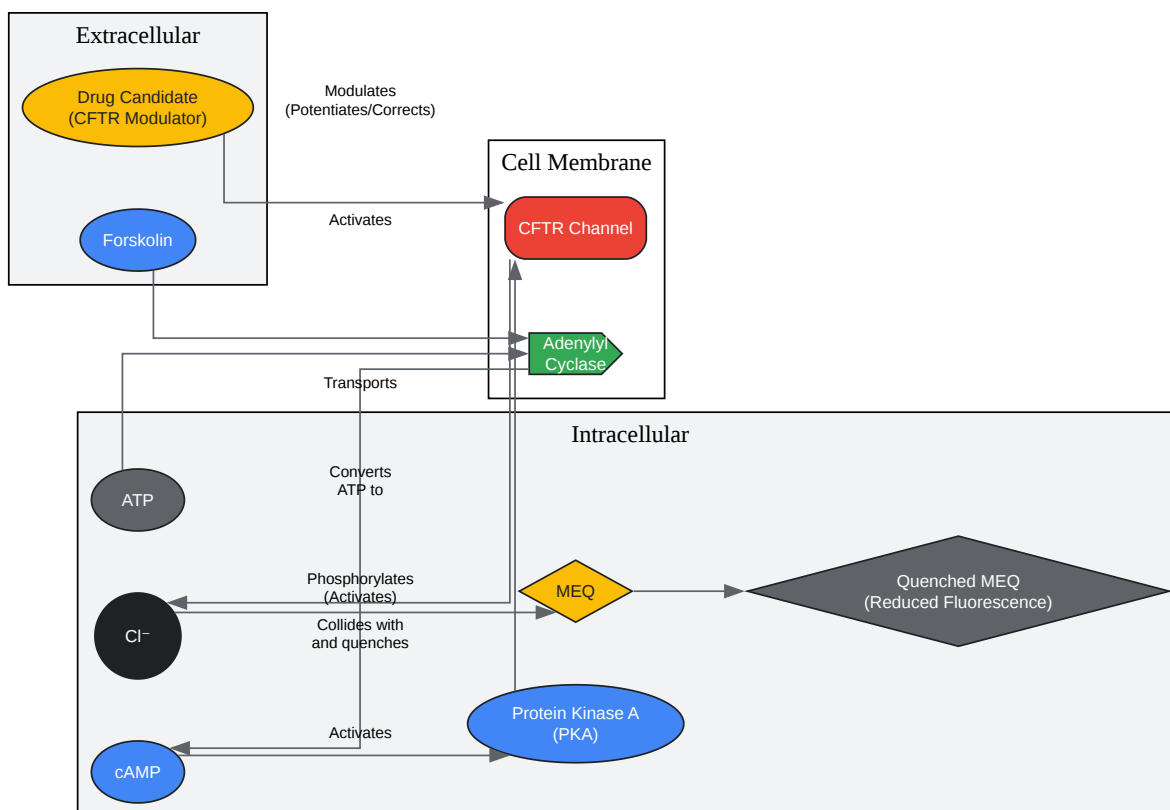 Extracellular
Drug Candidate
(CFTR Modulator)
Modulates
(Potentiates/Corrects)
Cell Membrane
CFTR Channel
Activates
Forskolin
Adenylyl
Cyclase
Transports
Intracellular
Converts
ATP to
ATP
Phosphorylates
(Activates)
MEQ
Quenched MEQ
(Reduced Fluorescence)
Cl⁻
Collides with
and quenches
Protein Kinase A
(PKA)
Activates
cAMP